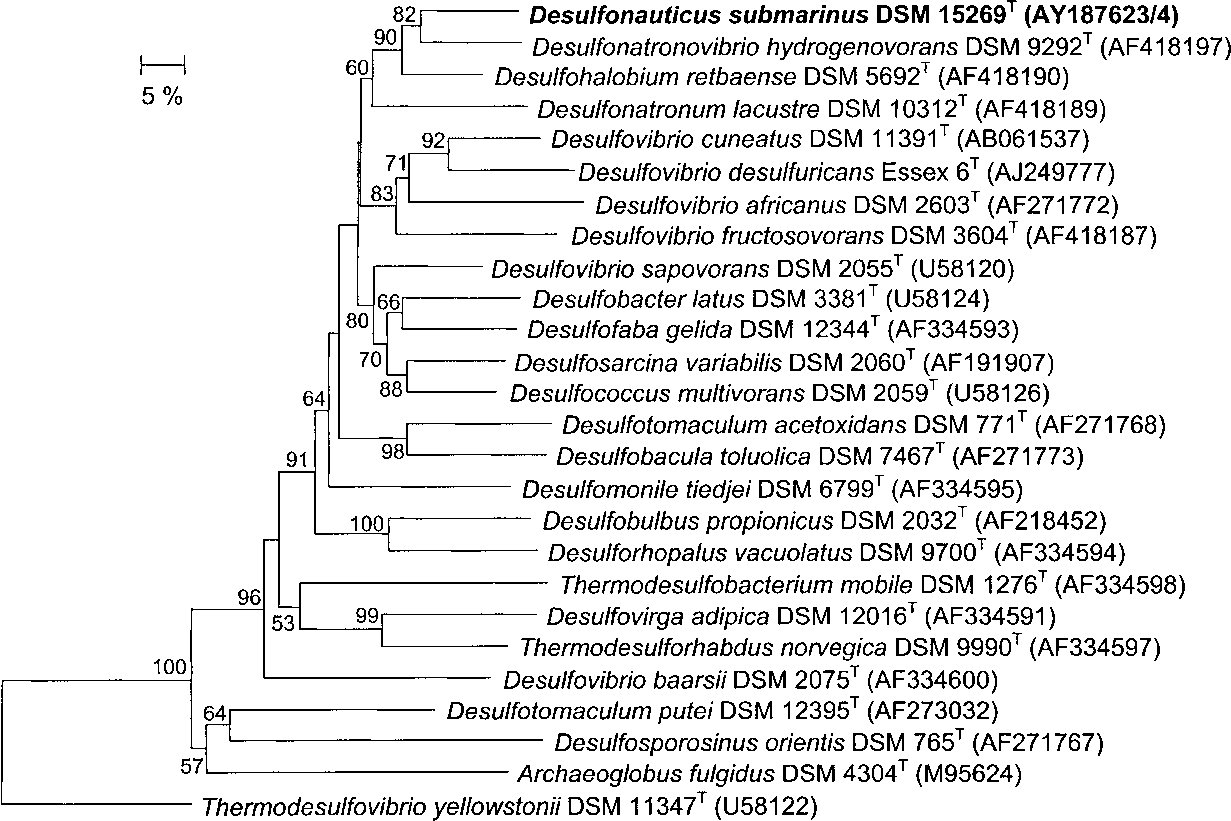 82
Desulfonauticus submarinus DSM 15269T (AY187623/4)
90
Desulfonatronovibrio hydrogenovorans DSM 9292T (AF418197)
60
Desulfohalobium retbaense DSM 5692T (AF418190)
5 %
Desulfonatronum lacustre DSM 10312T (AF418189)
92
Desulfovibrio cuneatus DSM 11391T (AB061537)
71
Desulfovibrio desulfuricans Essex 6T (AJ249777)
83
Desulfovibrio africanus DSM 2603T (AF271772)
Desulfovibrio fructosovorans DSM 3604T (AF418187)
Desulfovibrio sapovorans DSM 2055T (U58120)
66
Desulfobacter latus DSM 3381T (U58124)
80
Desulfofaba gelida DSM 12344T (AF334593)
70
Desulfosarcina variabilis DSM 2060T (AF191907)
88
Desulfococcus multivorans DSM 2059T (U58126)
64
Desulfotomaculum acetoxidans DSM 771T (AF271768)
98
Desulfobacula toluolica DSM 7467T (AF271773)
91
Desulfomonile tiedjei DSM 6799T (AF334595)
100
Desulfobulbus propionicus DSM 2032T (AF218452)
Desulforhopalus vacuolatus DSM 9700T (AF334594)
Thermodesulfobacterium mobile DSM 1276T (AF334598)
96
53
99
Desulfovirga adipica DSM 12016T (AF334591)
Thermodesulforhabdus norvegica DSM 9990T (AF334597)
100
Desulfovibrio baarsii DSM 2075T (AF334600)
64
Desulfotomaculum putei DSM 12395T (AF273032)
Desulfosporosinus orientis DSM 765T (AF271767)
57
Archaeoglobus fulgidus DSM 4304T (M95624)
Thermodesulfovibrio yellowstonii DSM 11347T (U58122)